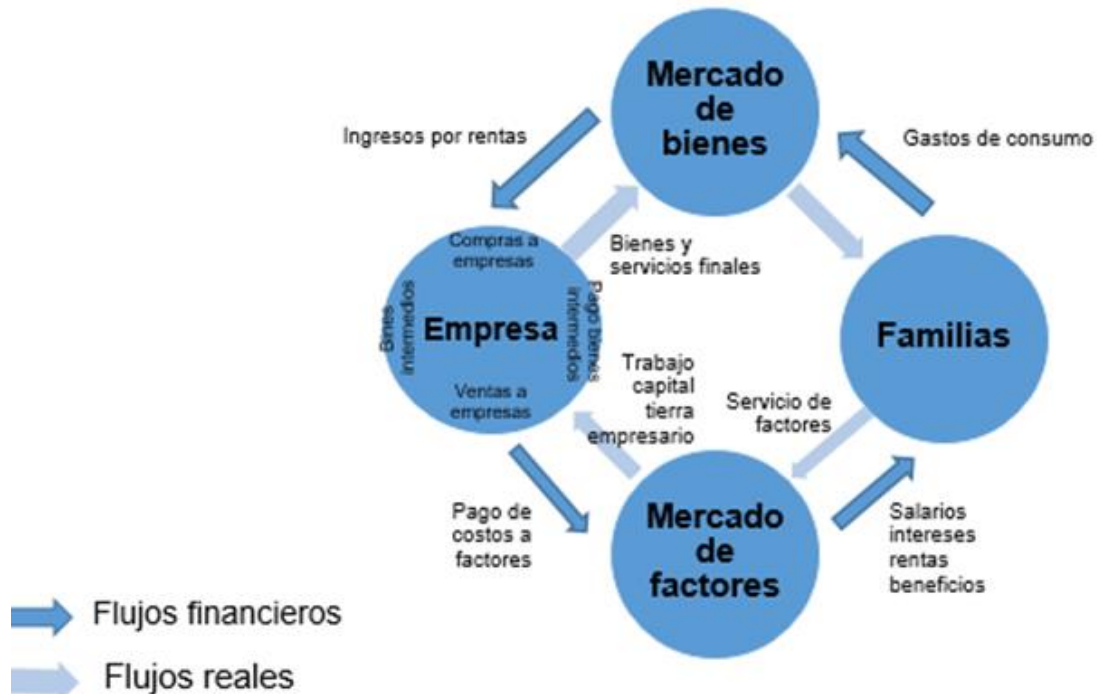 Mercado
de
bienes
Ingresos por rentas
Gastos de consumo
Compras a
empresas
Bienes y
servicios finales
Bines
intermedios
Empresa
Pago bienes
intermedios
Familias
Ventas a
empresas
Trabajo
capital
tierra
empresario
Servicio de
factores
Pago de
costos a
factores
Mercado
de
factores
Salarios
intereses
rentas
beneficios
Flujos financieros
Flujos reales